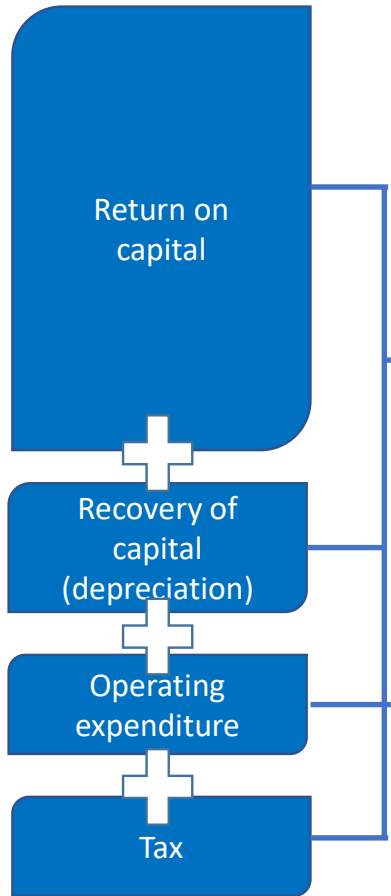 Return on
capital
Recovery of
capital
(depreciation)
Operating
expenditure
Tax